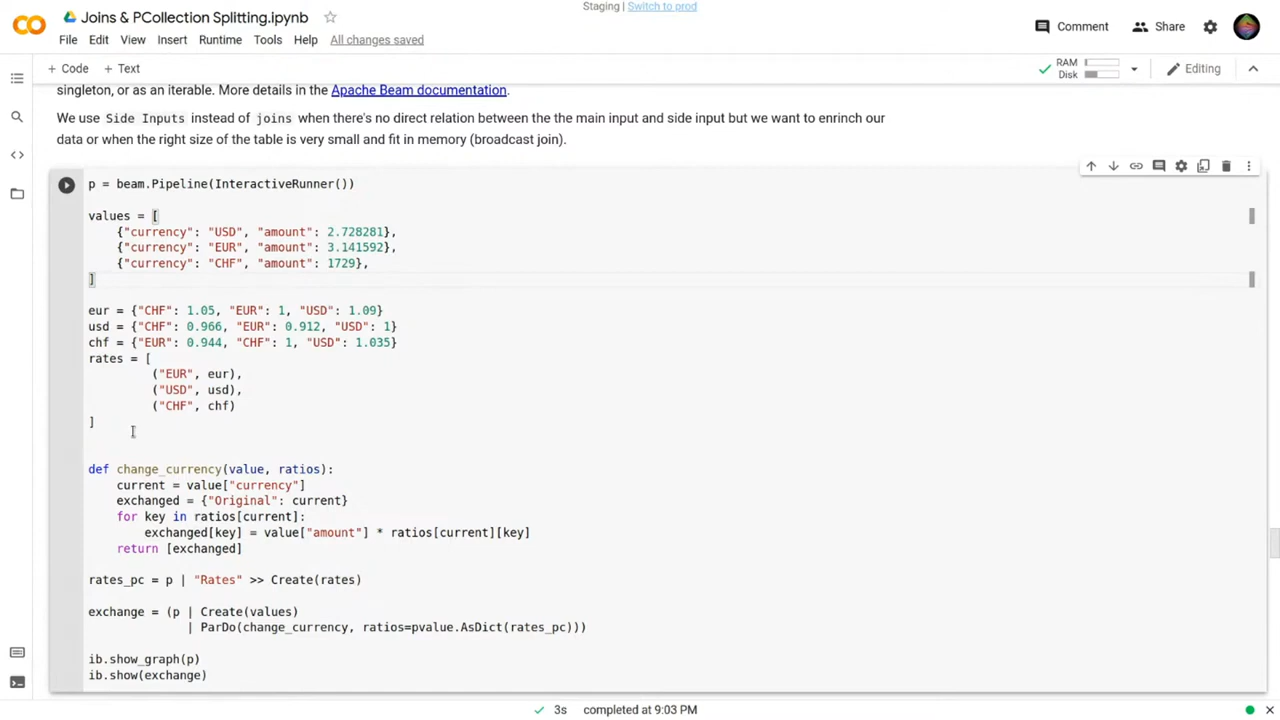 Staging | Switch to prod
Joins & PCollection Splitting.ipynb
File Edit View Insert Runtime Tools Help All changes saved
Comment Share
+ Code + Text
RAM
Disk
Editing
singleton, or as an iterable. More details in the Apache Beam documentation.
We use Side Inputs instead of joins when there's no direct relation between the the main input and side input but we want to enrinch our
data or when the right size of the table is very small and fit in memory (broadcast join).
p = beam.Pipeline(InteractiveRunner())
values = [
{"currency": "USD", "amount": 2.728281},
{"currency": "EUR", "amount": 3.141592},
{"currency": "CHF", "amount": 1729},
]
eur = {"CHF": 1.05, "EUR": 1, "USD": 1.09}
usd = {"CHF": 0.966, "EUR": 0.912, "USD": 1}
chf = {"EUR": 0.944, "CHF": 1, "USD": 1.035}
rates = [
("EUR", eur),
("USD", usd),
("CHF", chf)
]
def change_currency(value, ratios):
current = value["currency"]
exchanged = {"Original": current}
for key in ratios[current]:
exchanged[key] = value["amount"] * ratios[current][key]
return [exchanged]
rates_pc = p | "Rates" >> Create(rates)
exchange = (p | Create(values)
| ParDo(change_currency, ratios=pvalue.AsDict(rates_pc)))
ib.show_graph(p)
ib.show(exchange)
3s completed at 9:03 PM